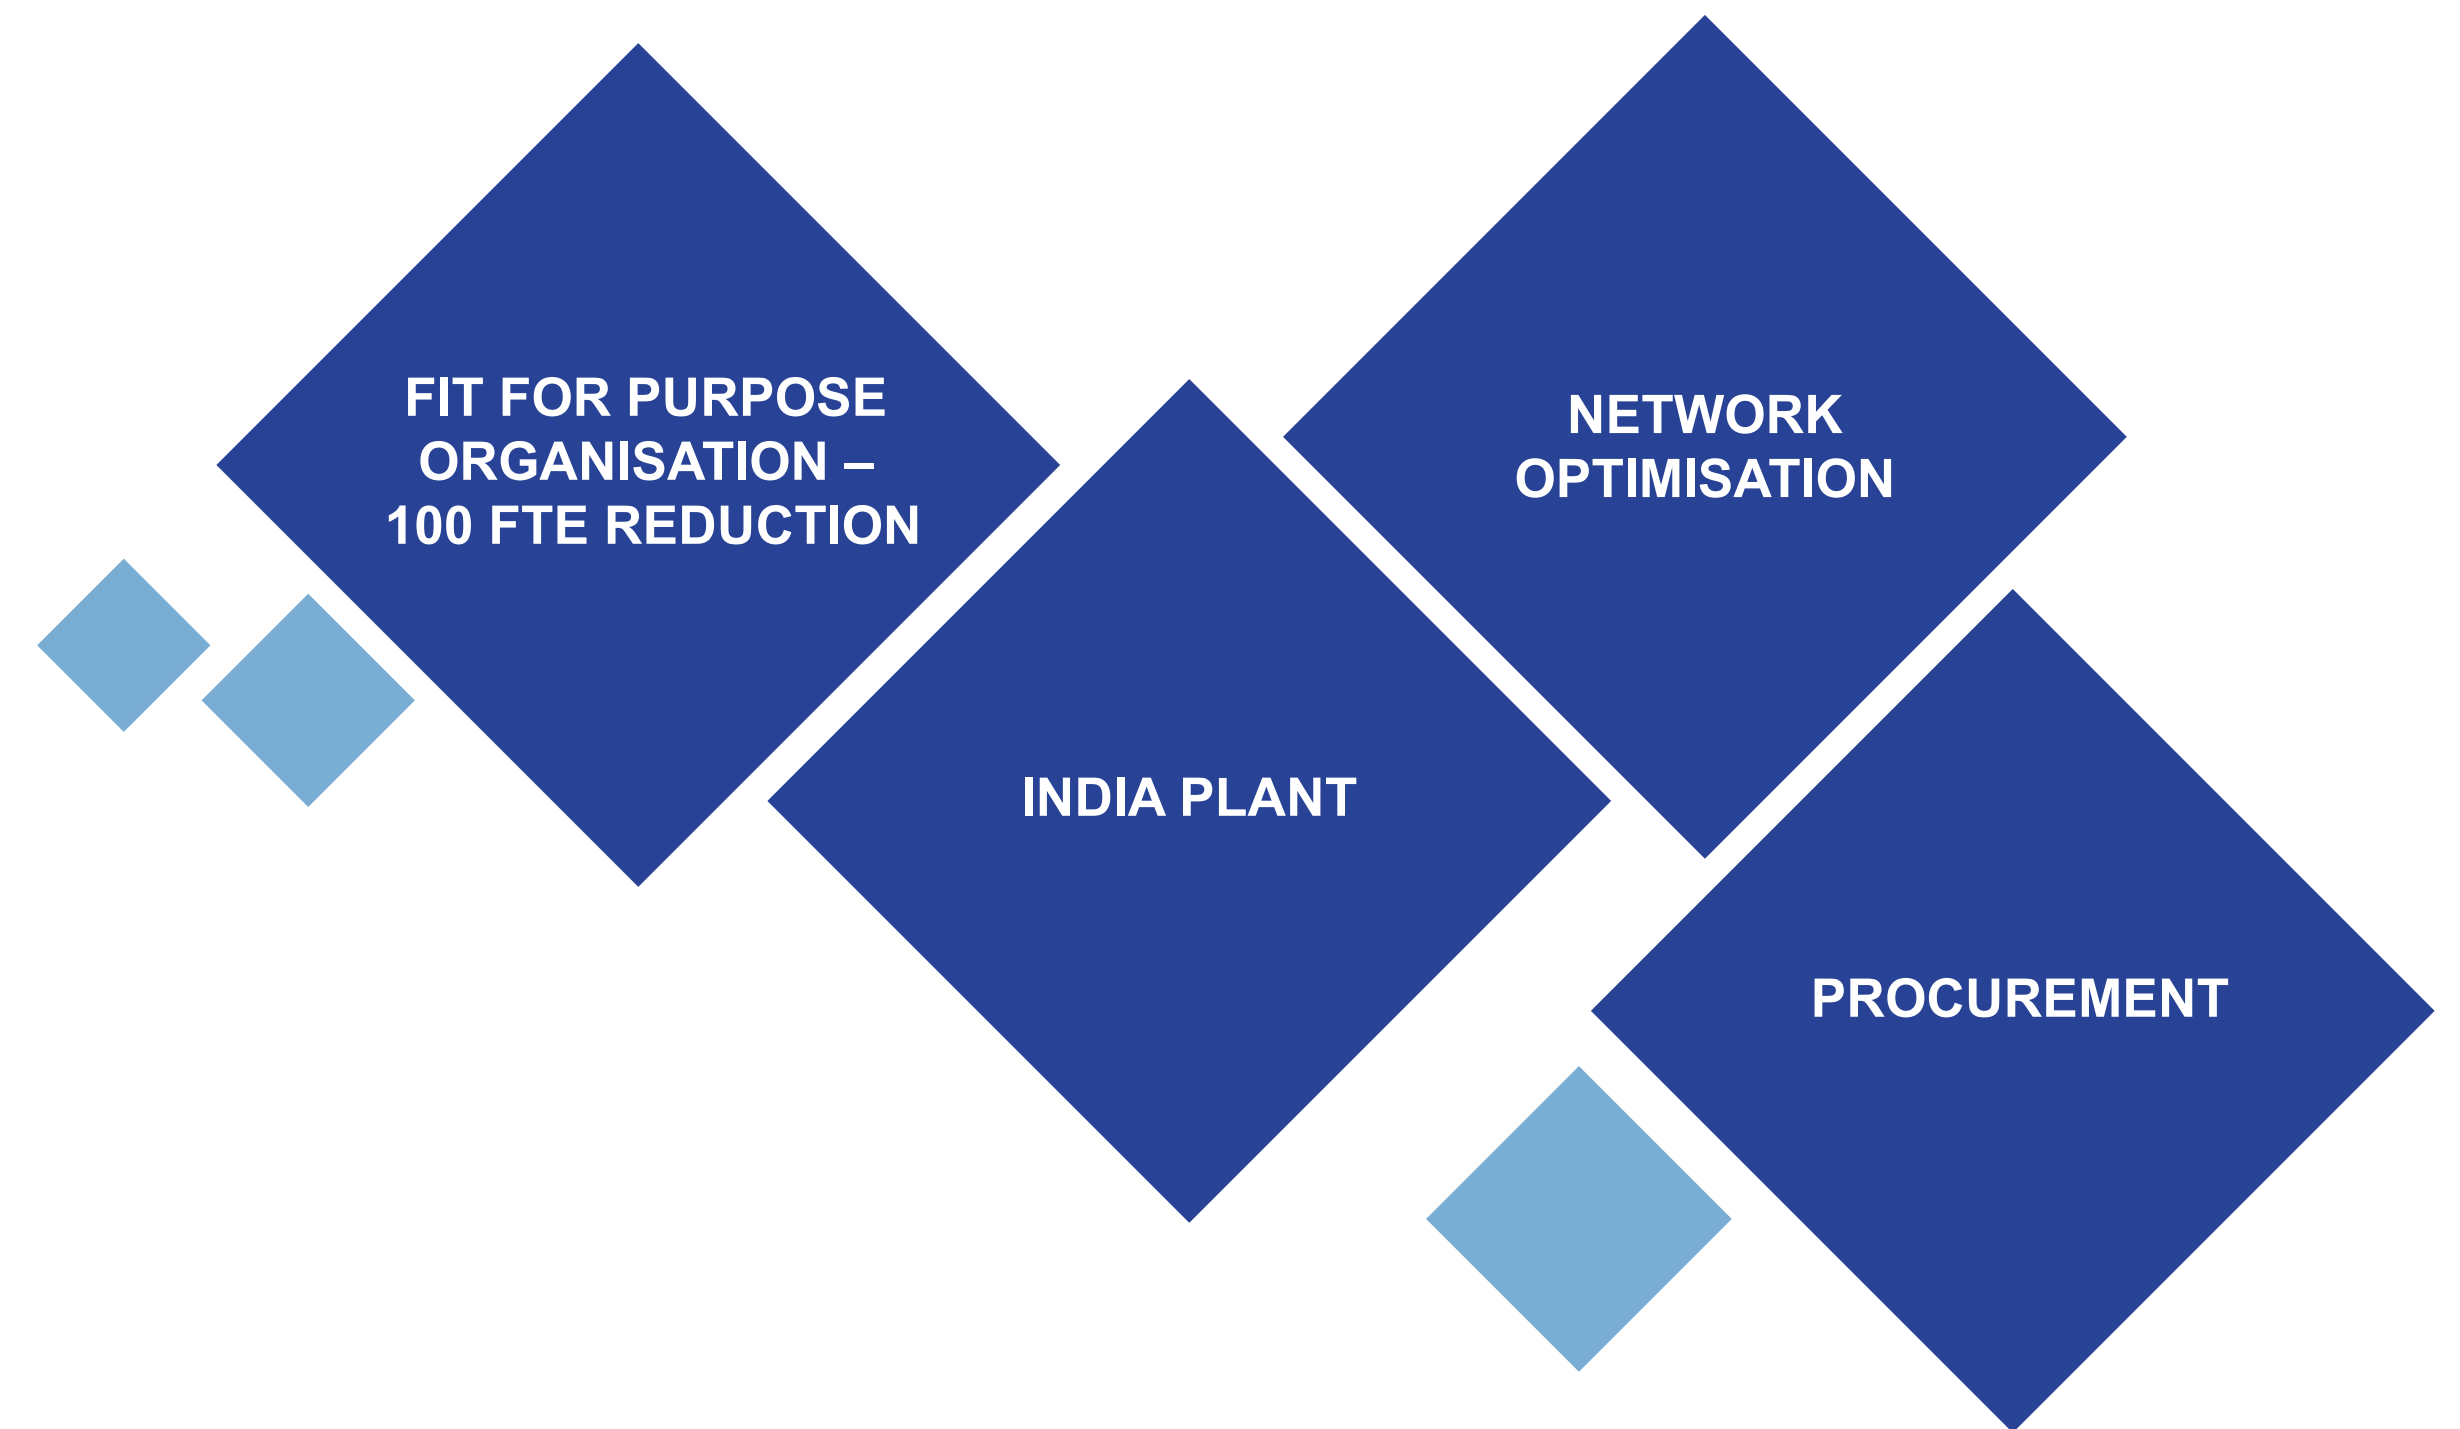 FIT FOR PURPOSE
ORGANISATION –
100 FTE REDUCTION
INDIA PLANT
NETWORK
OPTIMISATION
PROCUREMENT